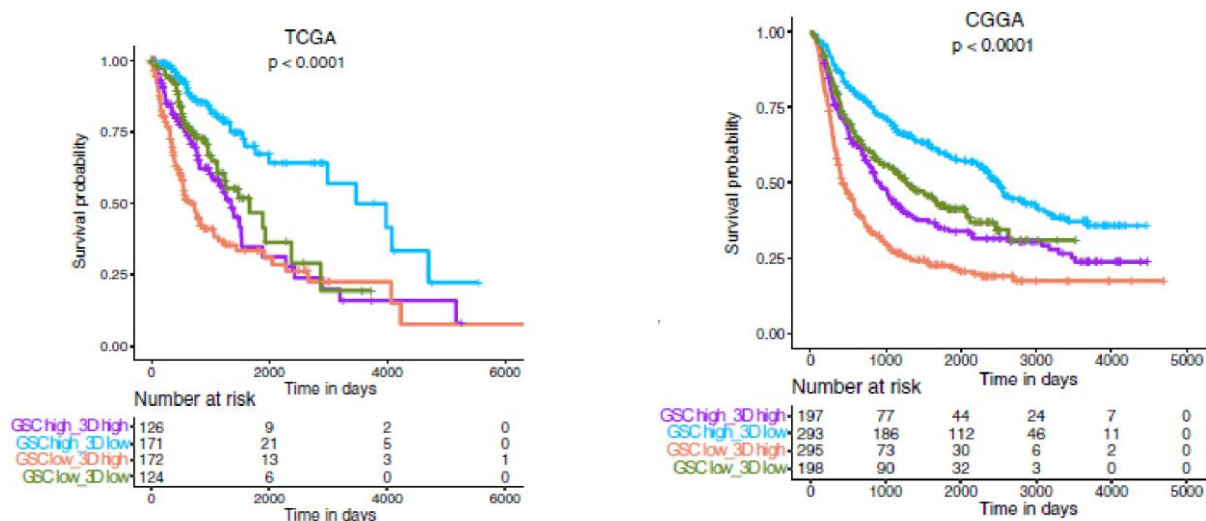 TCGA
p < 0.0001
1.00
0.75
0.50
0.25
0.00
Survival probability
0 2000 4000 6000
Time in days
Number at risk
GSC high_3D high 126 9 2 0
GSC high_3D low 171 21 5 0
GSC low_3D high 172 13 3 1
GSC low_3D low 124 6 0 0
0 2000 4000 6000
Time in days
CGGA
p < 0.0001
1.00
0.75
0.50
0.25
0.00
Survival probability
0 1000 2000 3000 4000 5000
Time in days
Number at risk
GSC high_3D high 197 77 44 24 7 0
GSC high_3D low 293 186 112 46 11 0
GSC low_3D high 295 73 30 6 2 0
GSC low_3D low 198 90 32 3 0 0
0 1000 2000 3000 4000 5000
Time in days